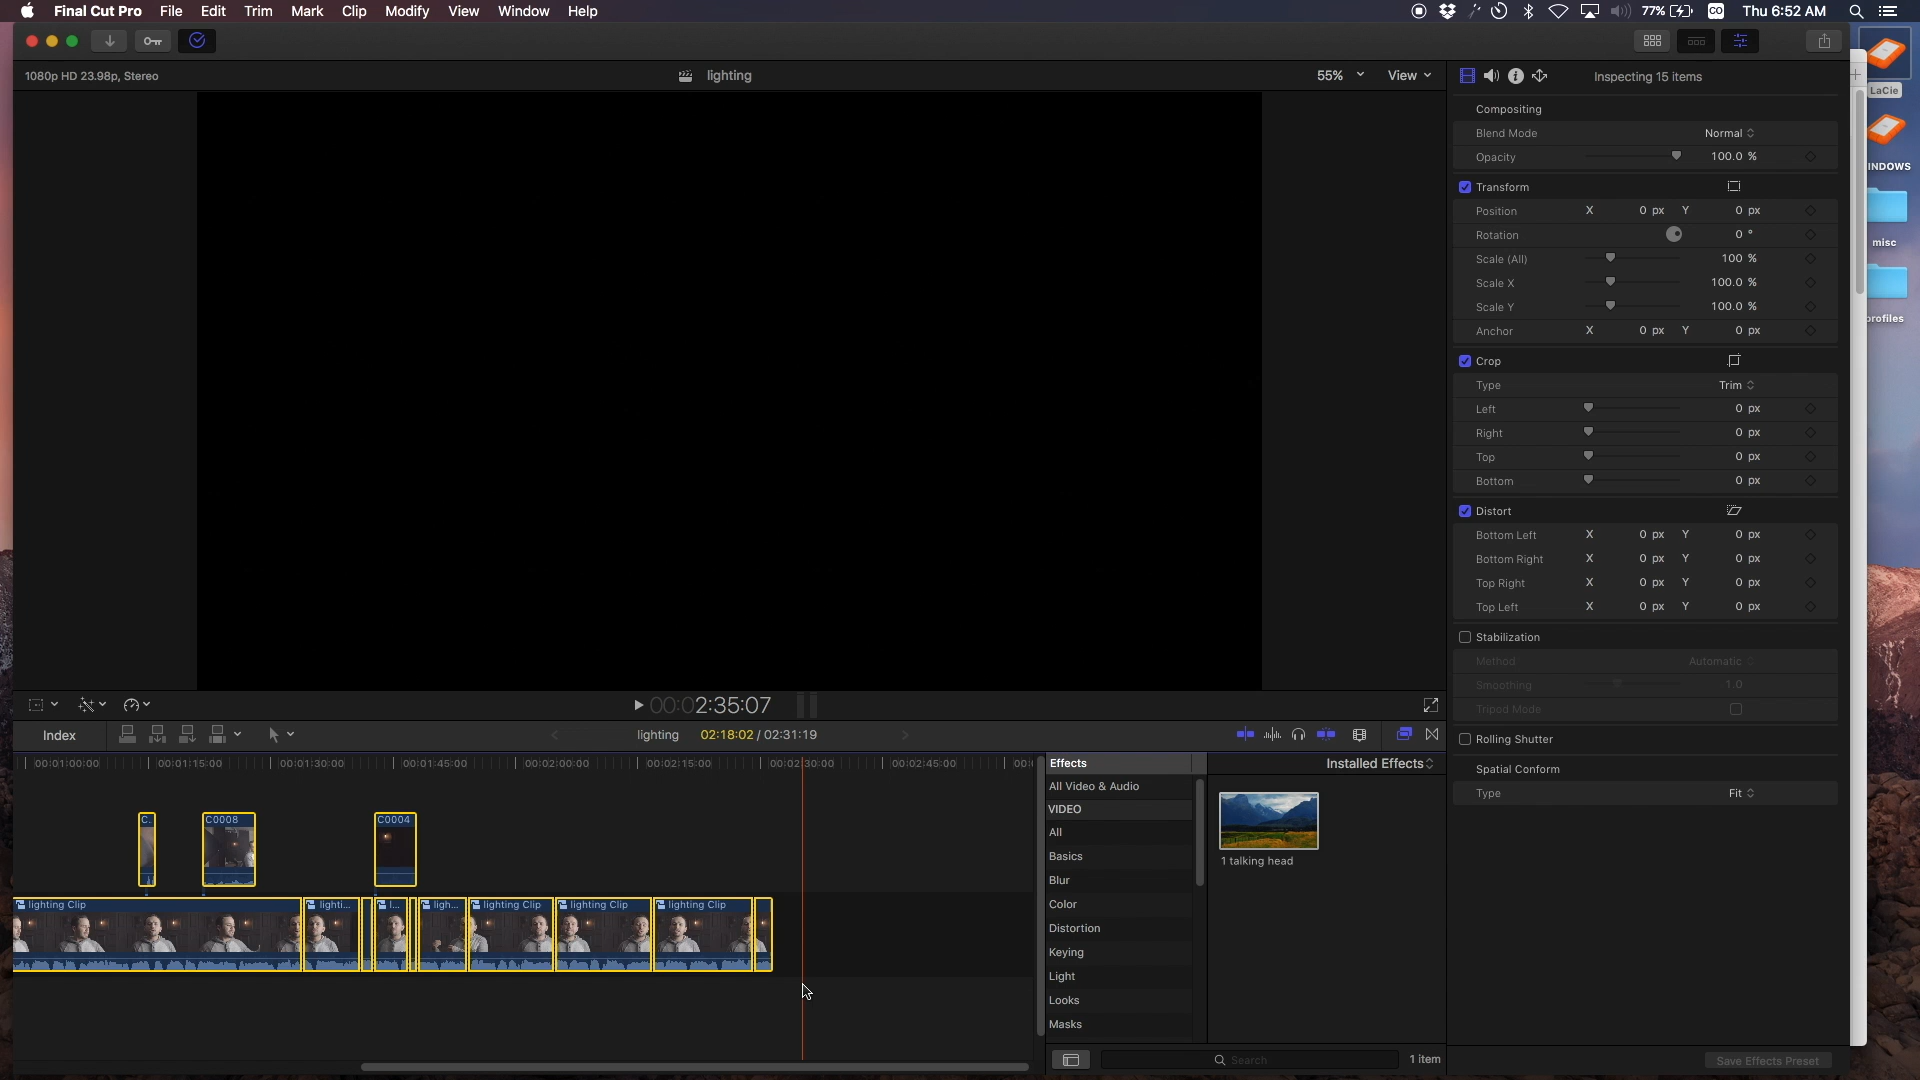 Final Cut Pro File Edit Trim Mark Clip Modify View Window Help 77% CO Thu 6:52 AM
1080p HD 23.98p, Stereo lighting 55% View Inspecting 15 items
LaCie
Compositing
Blend Mode Normal
Opacity 100.0 %
INDOWS
Transform
Position X 0 px Y 0 px
Rotation 0 °
misc
Scale (All) 100 %
Scale X 100.0 %
Scale Y 100.0 %
rofiles
Anchor X 0 px Y 0 px
Crop
Type Trim
Left 0 px
Right 0 px
Top 0 px
Bottom 0 px
Distort
Bottom Left X 0 px Y 0 px
Bottom Right X 0 px Y 0 px
Top Right X 0 px Y 0 px
Top Left X 0 px Y 0 px
Stabilization
Method Automatic
Smoothing 1.0
Tripod Mode
Rolling Shutter
Spatial Conform
Type Fit
00:02:35:07
Index lighting 02:18:02 / 02:31:19
00:01:00:00 00:01:15:00 00:01:30:00 00:01:45:00 00:02:00:00 00:02:15:00 00:02:30:00 00:02:45:00 00:
Effects Installed Effects
All Video & Audio
VIDEO
All
Basics
Blur
Color
Distortion
Keying
Light
Looks
Masks
1 talking head
C. C0008 C0004
lighting Clip lighti... l... ligh... lighting Clip lighting Clip lighting Clip
Search 1 item Save Effects Preset